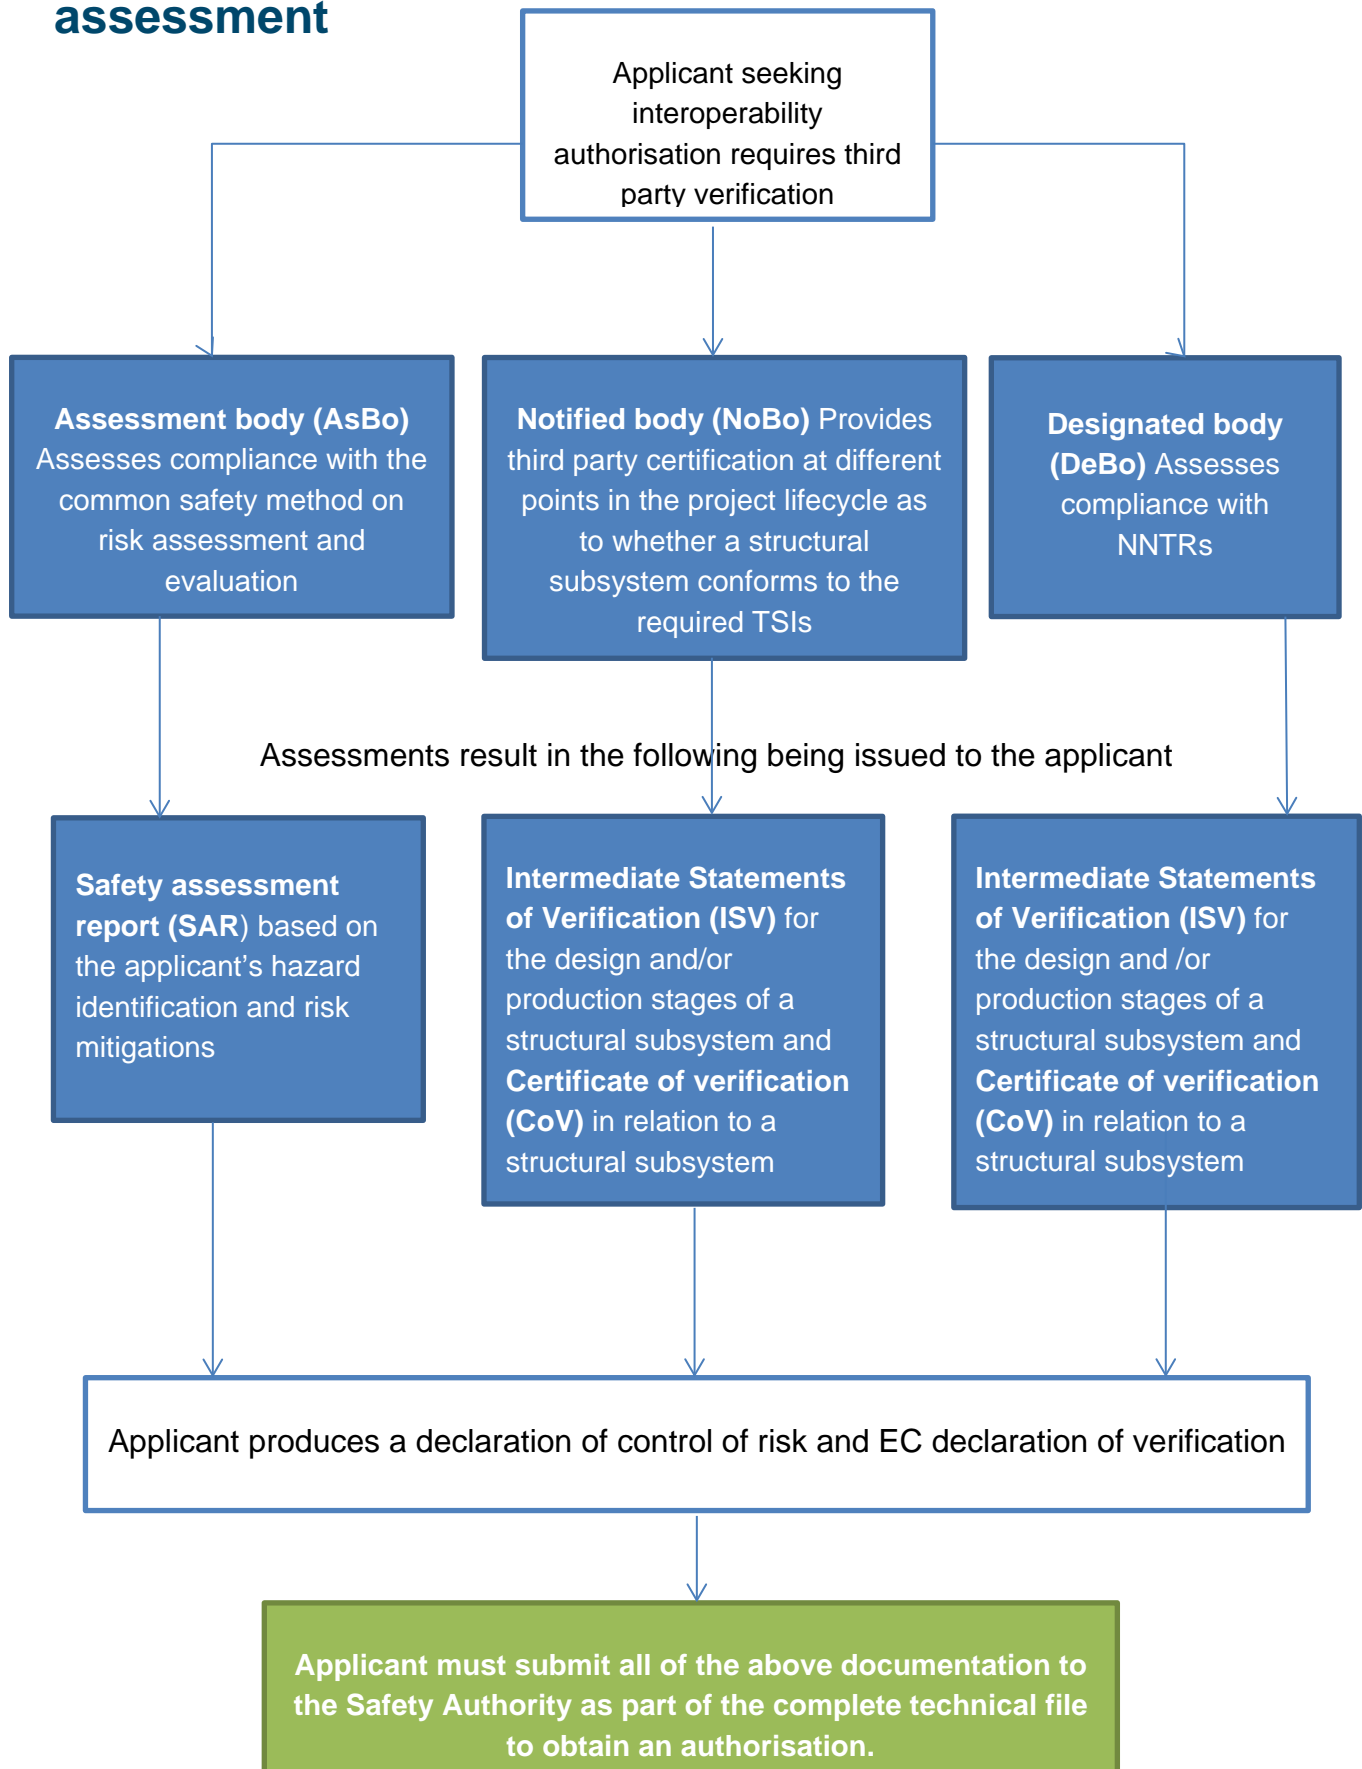 assessment
Applicant seeking
interoperability
authorisation requires third
party verification
Assessment body (AsBo)
Assesses compliance with the
common safety method on
risk assessment and
evaluation
Notified body (NoBo) Provides
third party certification at different
points in the project lifecycle as
to whether a structural
subsystem conforms to the
required TSIs
Designated body
(DeBo) Assesses
compliance with
NNTRs
Assessments result in the following being issued to the applicant
Safety assessment
report (SAR) based on
the applicant’s hazard
identification and risk
mitigations
Intermediate Statements
of Verification (ISV) for
the design and/or
production stages of a
structural subsystem and
Certificate of verification
(CoV) in relation to a
structural subsystem
Intermediate Statements
of Verification (ISV) for
the design and /or
production stages of a
structural subsystem and
Certificate of verification
(CoV) in relation to a
structural subsystem
Applicant produces a declaration of control of risk and EC declaration of verification
Applicant must submit all of the above documentation to
the Safety Authority as part of the complete technical file
to obtain an authorisation.